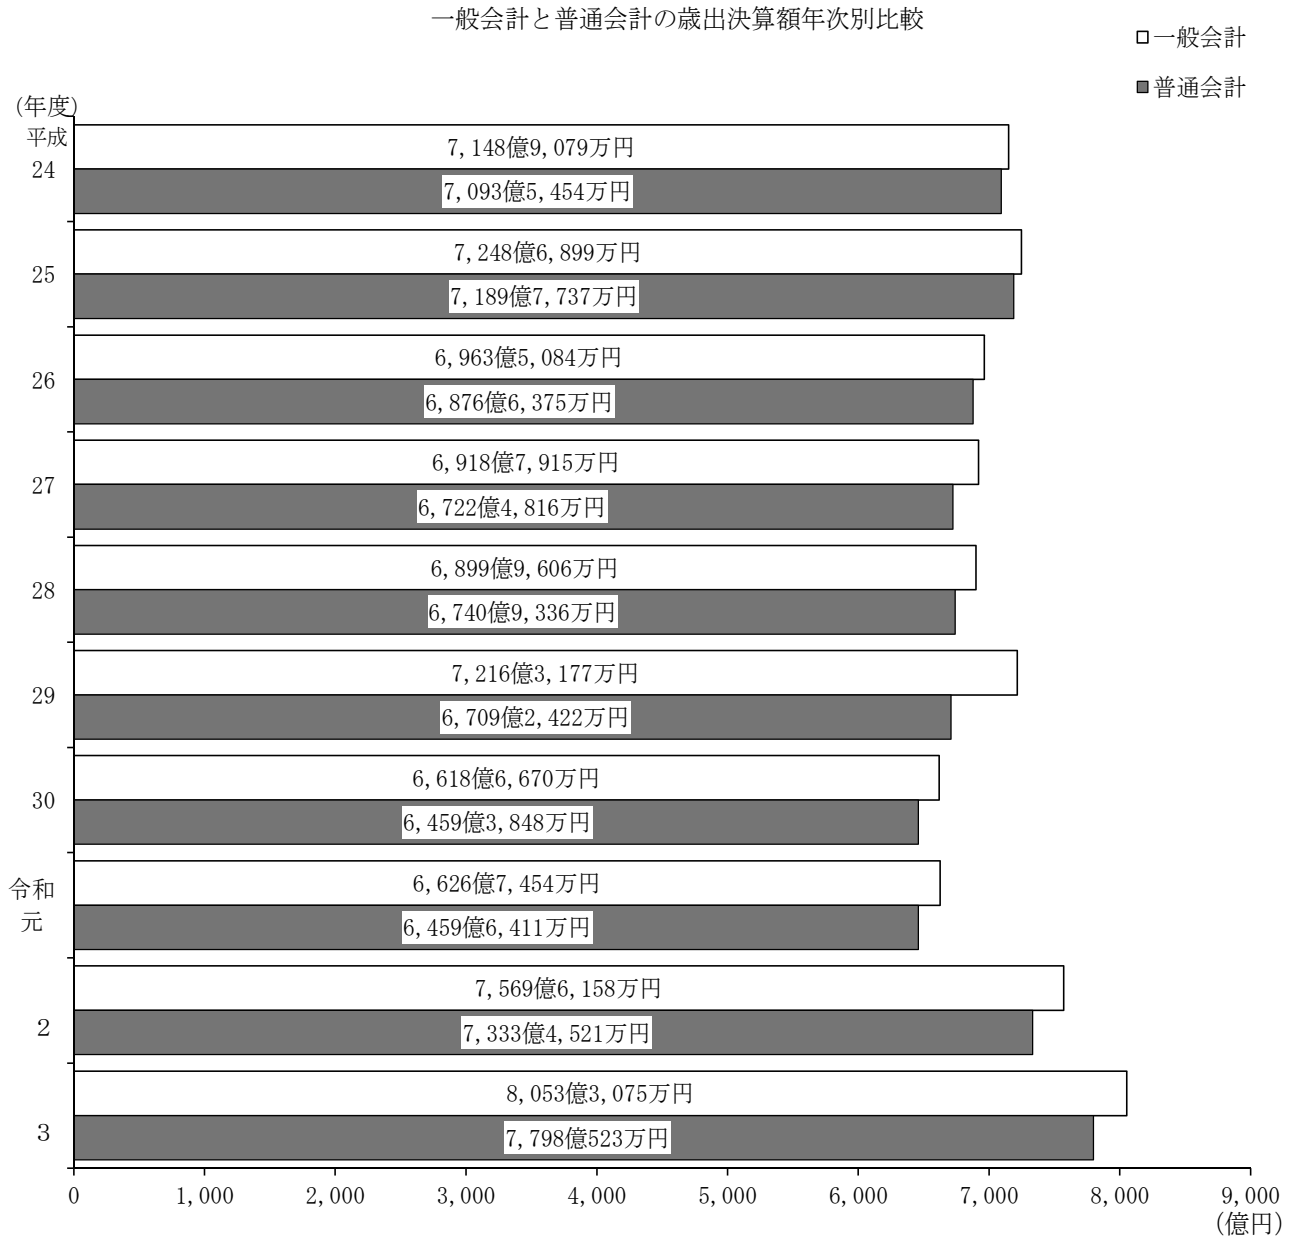 一般会計と普通会計の歳出決算額年次別比較
一般会計
普通会計
(年度)
平成
24
7,148億9,079万円
7,093億5,454万円
25
7,248億6,899万円
7,189億7,737万円
26
6,963億5,084万円
6,876億6,375万円
27
6,918億7,915万円
6,722億4,816万円
28
6,899億9,606万円
6,740億9,336万円
29
7,216億3,177万円
6,709億2,422万円
30
6,618億6,670万円
6,459億3,848万円
令和
元
6,626億7,454万円
6,459億6,411万円
2
7,569億6,158万円
7,333億4,521万円
3
8,053億3,075万円
7,798億523万円
0 1,000 2,000 3,000 4,000 5,000 6,000 7,000 8,000 9,000
(億円)